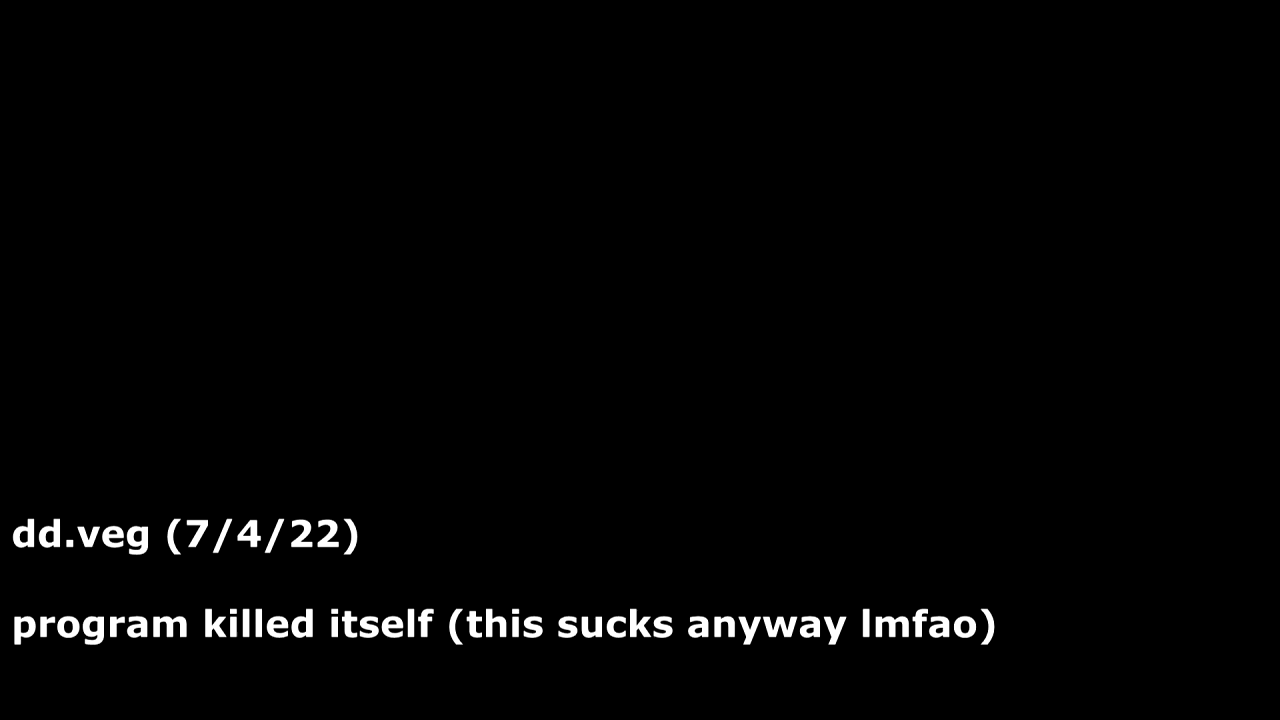 dd.veg (7/4/22)
program killed itself (this sucks anyway lmfao)